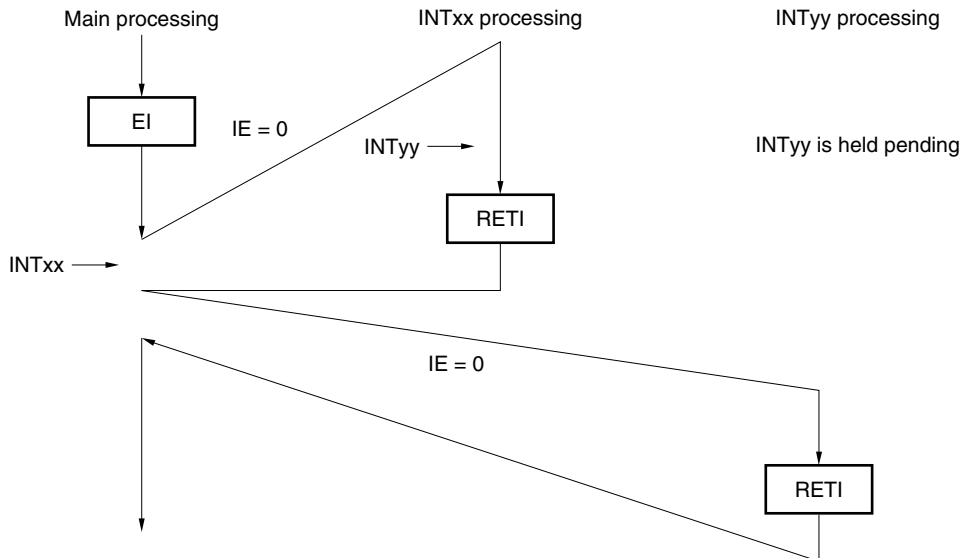 Main processing
INTxx processing
INTyy processing
EI
IE = 0
INTyy
INTyy is held pending
RETI
INTxx
IE = 0
RETI